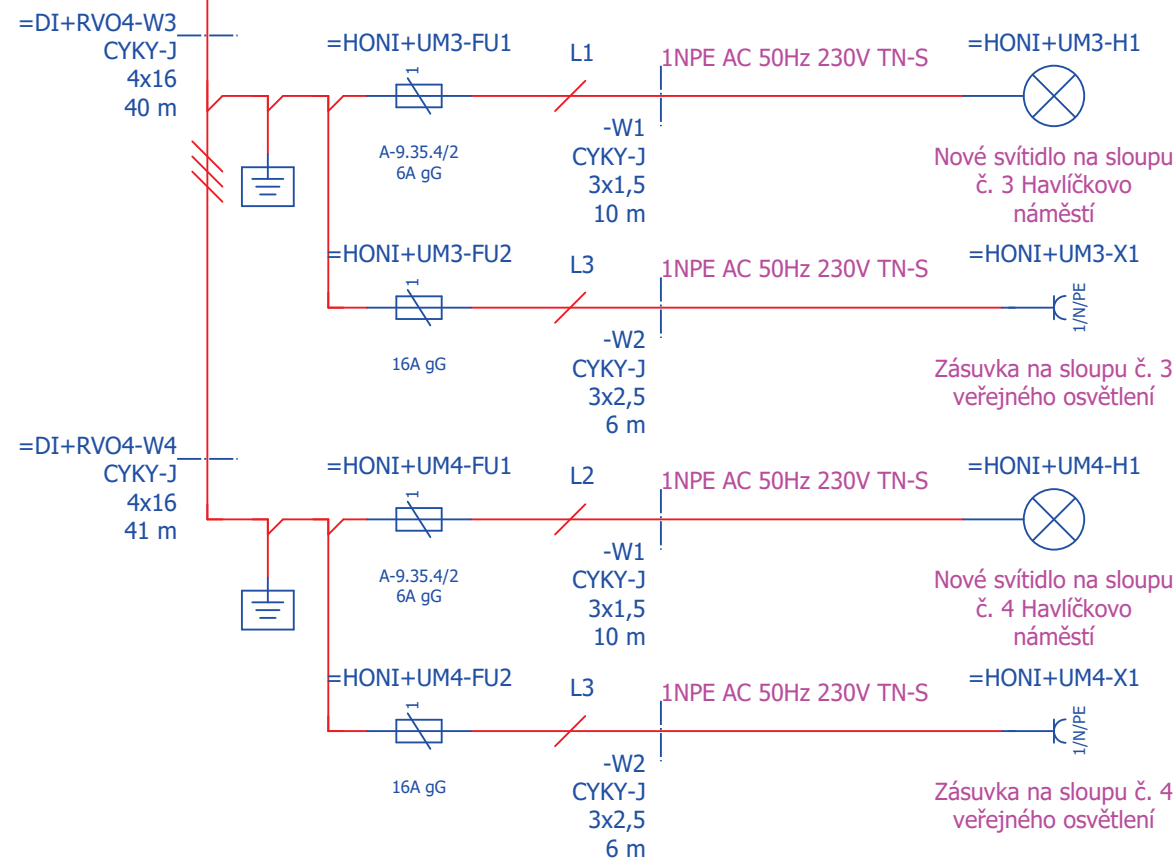 =DI+RVO4-W3
CYKY-J
4x16
40 m
=HONI+UM3-FU1
1
A-9.35.4/2
6A gG
L1
1NPE AC 50Hz 230V TN-S
-W1
CYKY-J
3x1,5
10 m
=HONI+UM3-H1
Nové svítidlo na sloupu
č. 3 Havlíčkovo
náměstí
=HONI+UM3-FU2
1
16A gG
L3
1NPE AC 50Hz 230V TN-S
-W2
CYKY-J
3x2,5
6 m
=HONI+UM3-X1
1/N/PE
Zásuvka na sloupu č. 3
veřejného osvětlení
=DI+RVO4-W4
CYKY-J
4x16
41 m
=HONI+UM4-FU1
1
A-9.35.4/2
6A gG
L2
1NPE AC 50Hz 230V TN-S
-W1
CYKY-J
3x1,5
10 m
=HONI+UM4-H1
Nové svítidlo na sloupu
č. 4 Havlíčkovo
náměstí
=HONI+UM4-FU2
1
16A gG
L3
1NPE AC 50Hz 230V TN-S
-W2
CYKY-J
3x2,5
6 m
=HONI+UM4-X1
1/N/PE
Zásuvka na sloupu č. 4
veřejného osvětlení